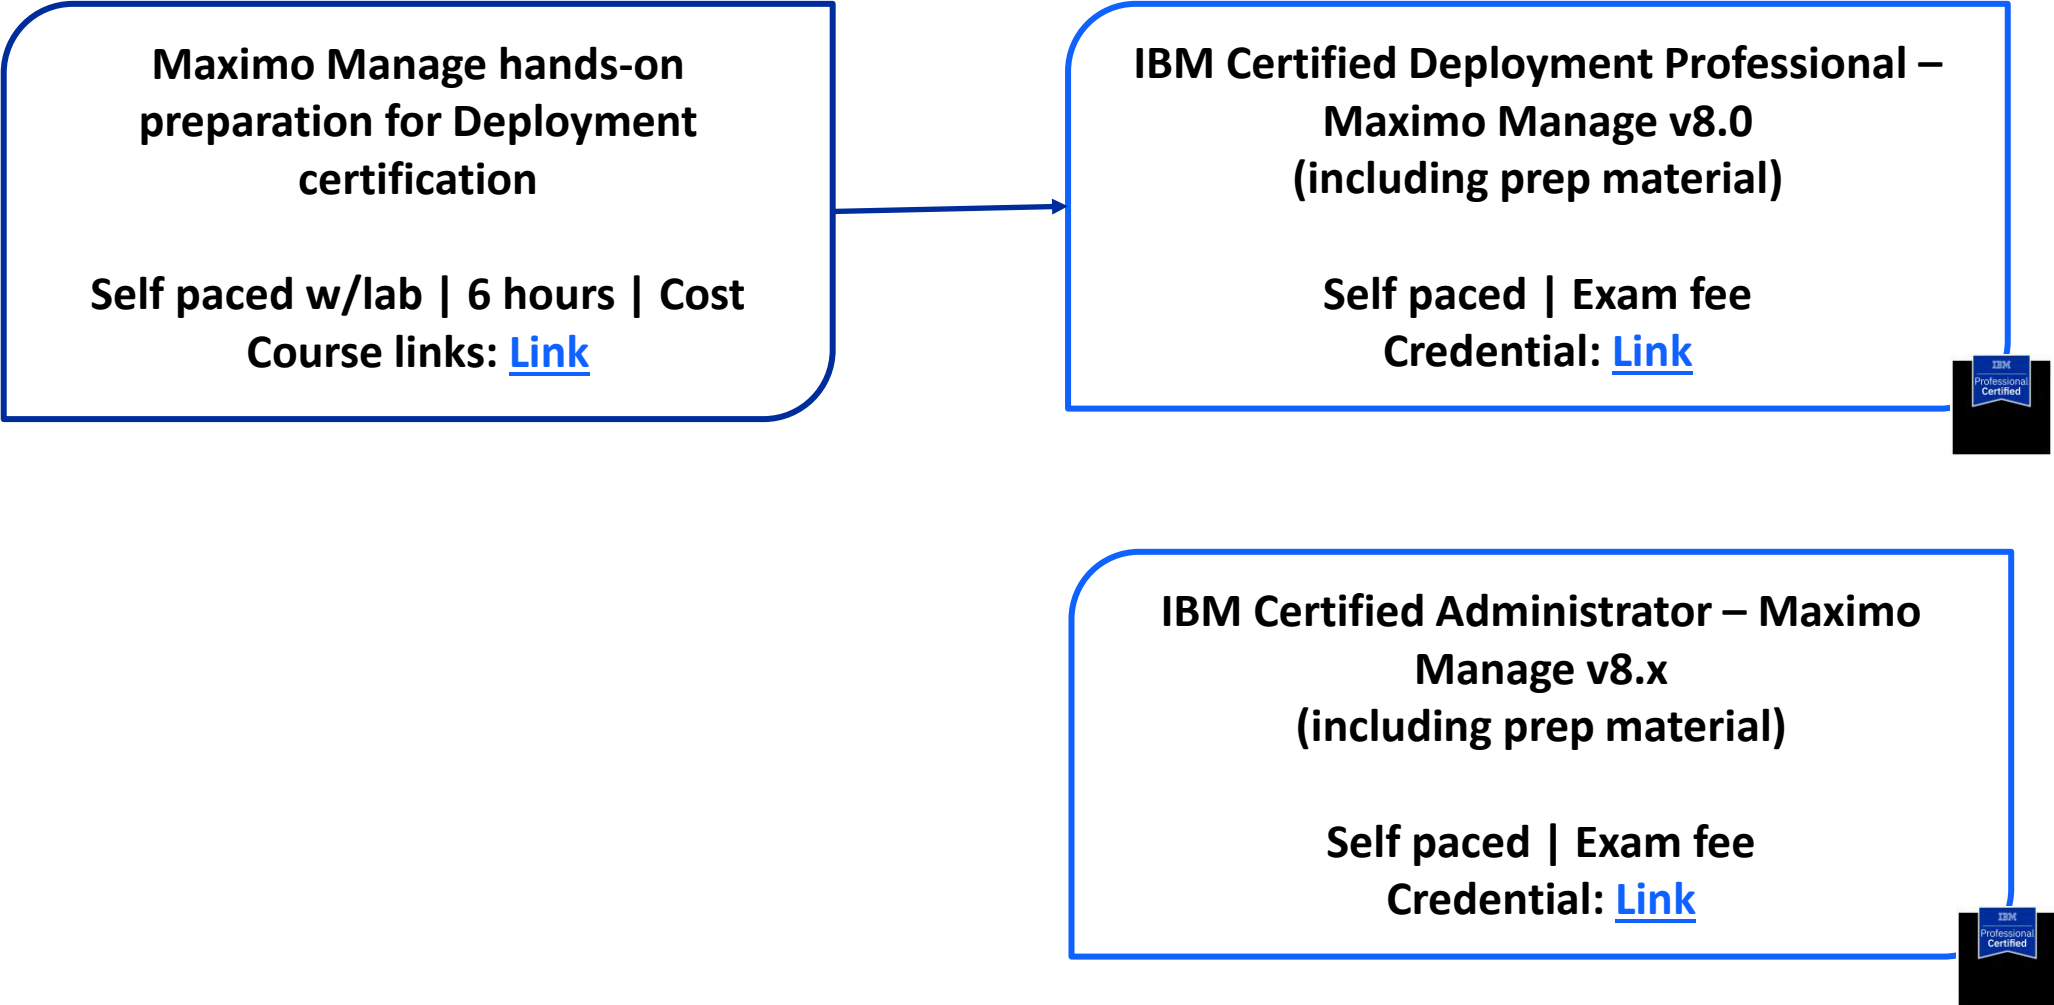 Maximo Manage hands-on
preparation for Deployment
certification
Self paced w/lab | 6 hours | Cost
Course links: Link
IBM Certified Deployment Professional –
Maximo Manage v8.0
(including prep material)
Self paced | Exam fee
Credential: Link
IBM
Professional
Certified
IBM Certified Administrator – Maximo
Manage v8.x
(including prep material)
Self paced | Exam fee
Credential: Link
IBM
Professional
Certified